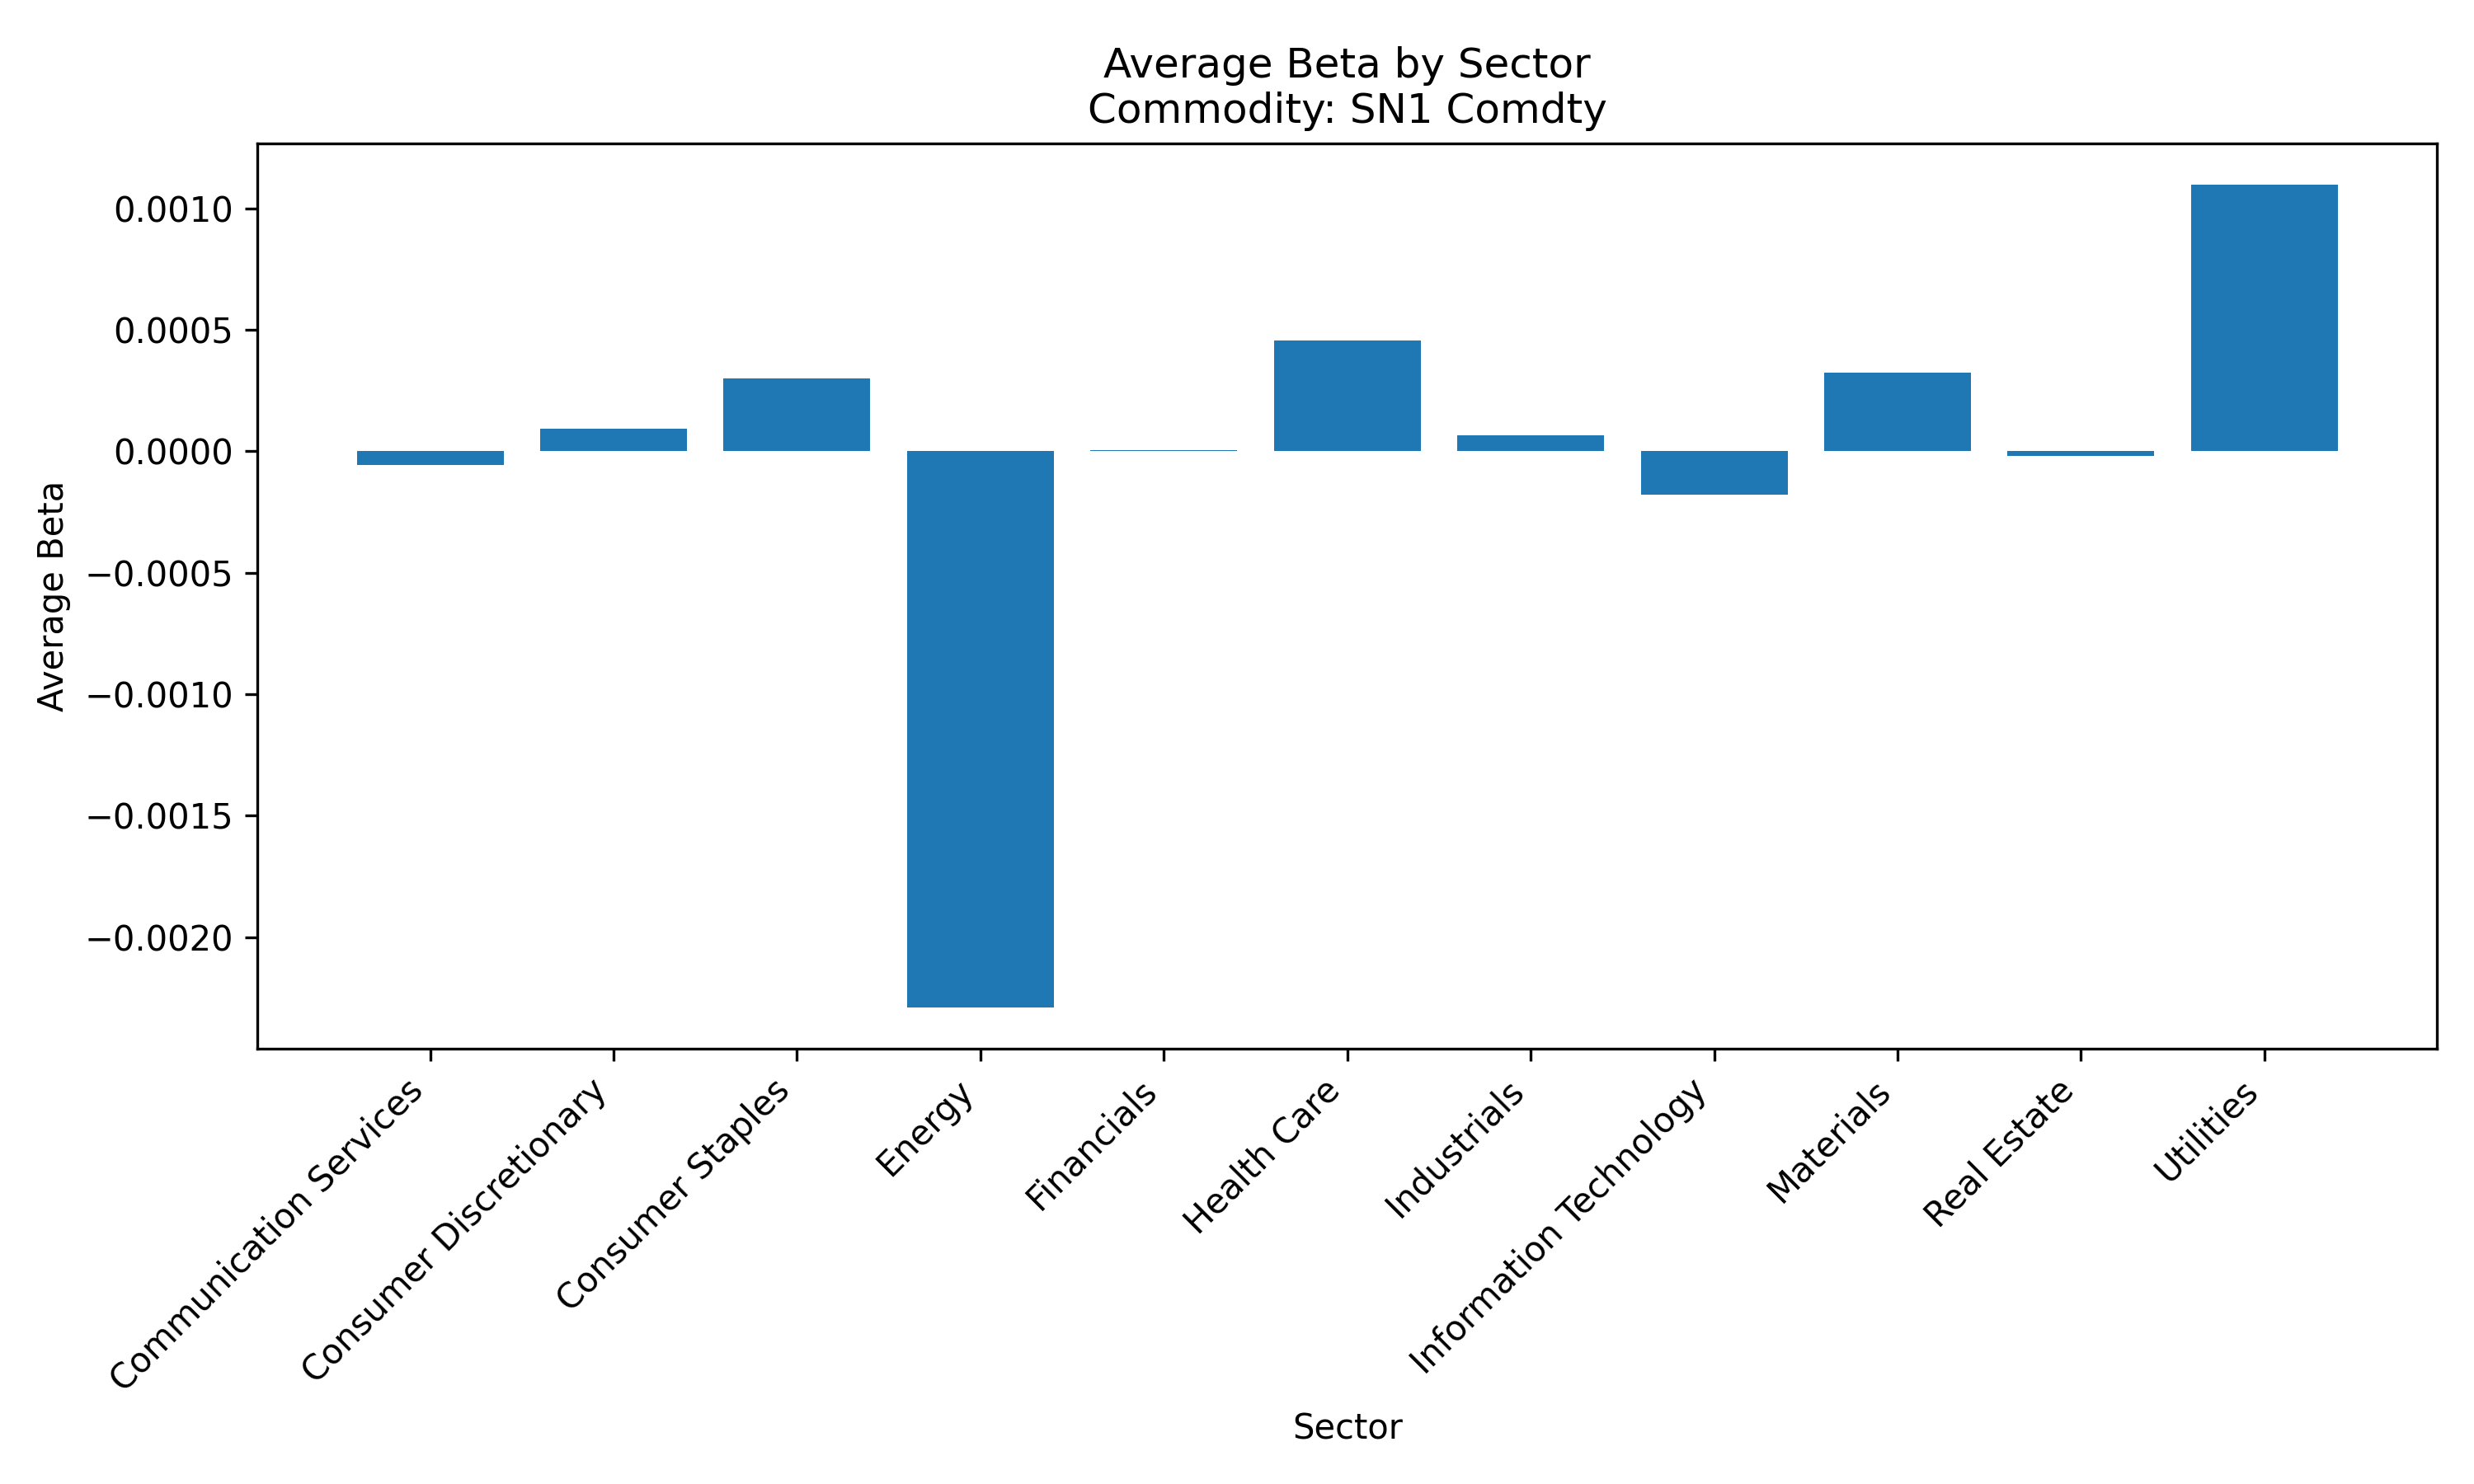 Average Beta by Sector
Commodity: SN1 Comdty
Average Beta
0.0010
0.0005
0.0000
−0.0005
−0.0010
−0.0015
−0.0020
Communication Services
Consumer Discretionary
Consumer Staples
Energy
Financials
Health Care
Industrials
Information Technology
Materials
Real Estate
Utilities
Sector